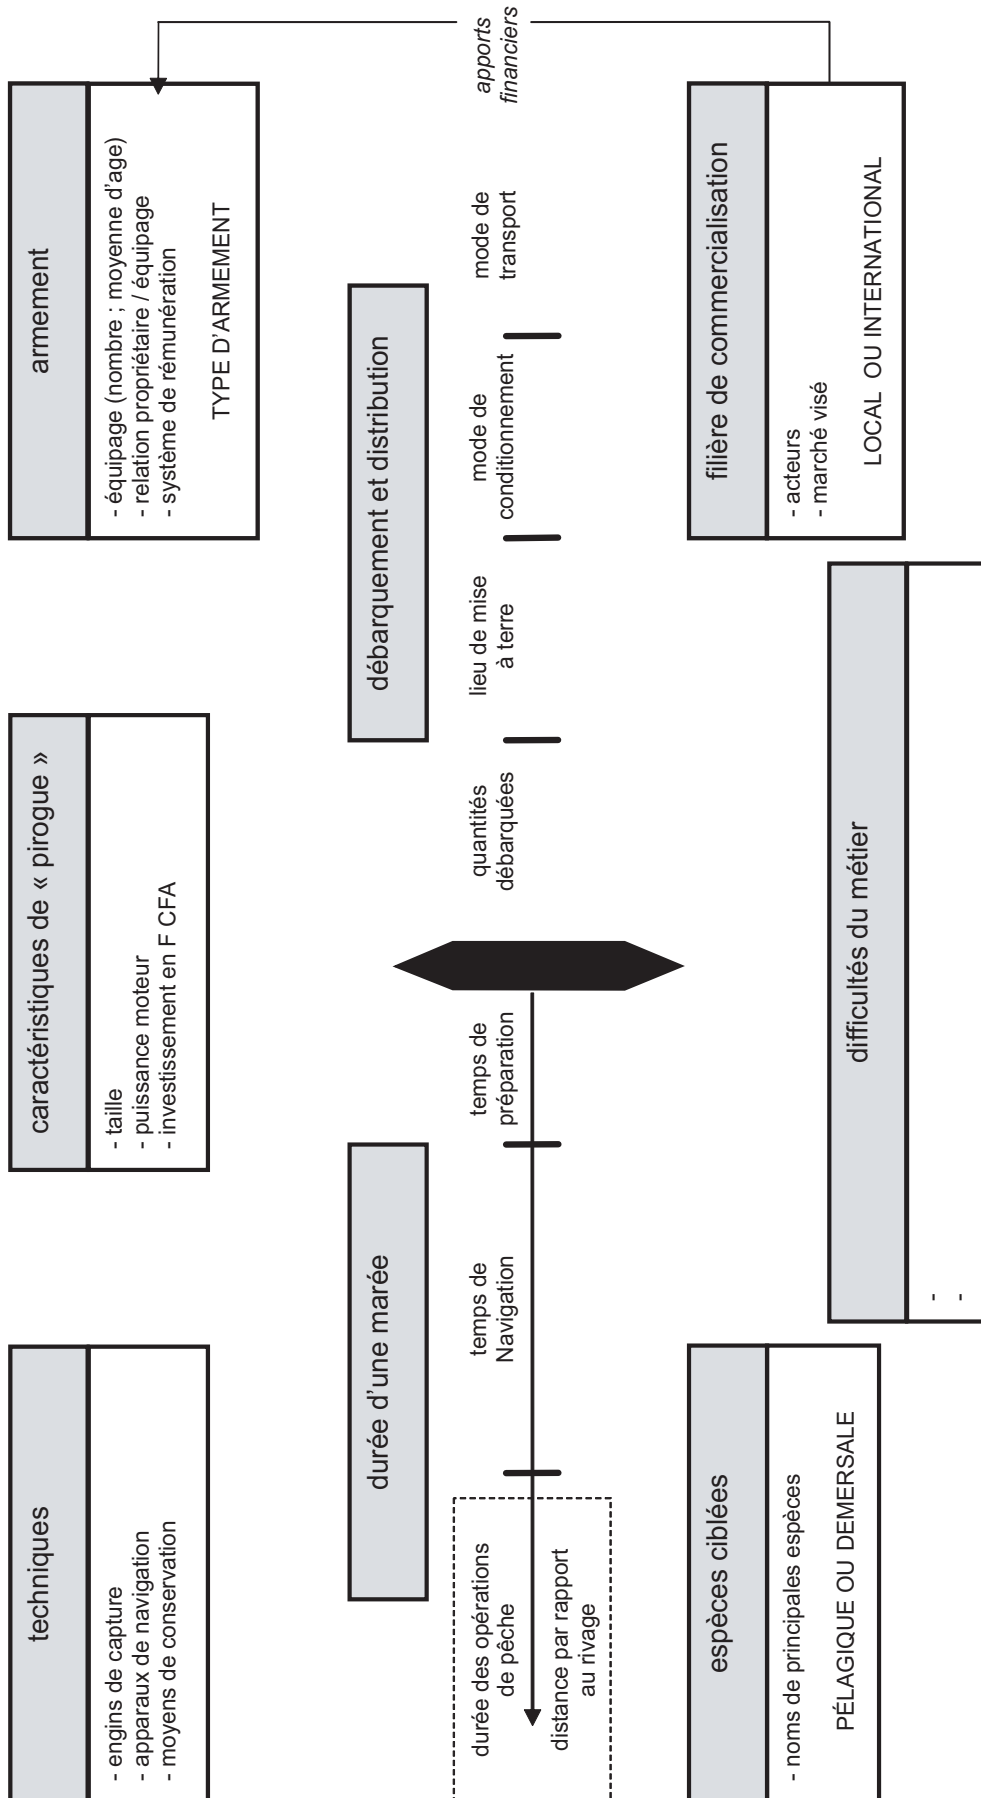 techniques
- engins de capture
- apparaux de navigation
- moyens de conservation
caractéristiques de « pirogue »
- taille
- puissance moteur
- investissement en F CFA
armement
- équipage (nombre ; moyenne d'age)
- relation propriétaire / équipage
- système de rémunération
TYPE D'ARMEMENT
durée d'une marée
débarquement et distribution
durée des opérations
de pêche
distance par rapport
au rivage
temps de
Navigation
temps de
préparation
quantités
débarquées
lieu de mise
à terre
mode de
conditionnement
mode de
transport
apports
financiers
espèces ciblées
- noms de principales espèces
PÉLAGIQUE OU DEMERSALE
difficultés du métier
-
-
filière de commercialisation
- acteurs
- marché visé
LOCAL OU INTERNATIONAL